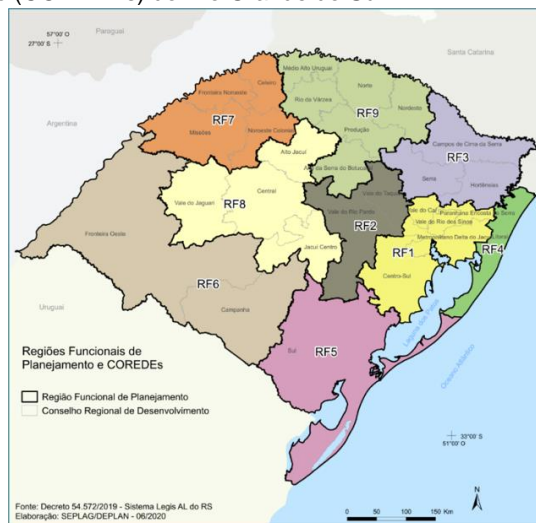 57°00' O
27°00' S
Paraguai
Santa Catarina
Argentina
Uruguai
Celeiro
Fronteira Noroeste
RF7
Missões
Noroeste Colonial
Médio Alto Uruguai
Norte
Rio da Várzea
Nordeste
RF9
Produção
Alto da Serra do Botucaraí
Campos de Cima da Serra
RF3
Serra
Hortênsias
Alto Jacuí
RF8
Central
Vale do Jaguari
Jacuí Centro
Vale do Taquari
Vale do Rio Pardo
RF2
Vale do Caí
Paranhana Encosta da Serra
Vale do Rio dos Sinos
Metropolitano Delta do Jacuí
Litoral
RF1
RF4
Centro-Sul
Fronteira Oeste
RF6
Campanha
Sul
RF5
Lagoa dos Patos
Oceano Atlântico
Regiões Funcionais de
Planejamento e COREDEs
Região Funcional de Planejamento
Conselho Regional de Desenvolvimento
33°00' S
51°03' O
N
Fonte: Decreto 54.572/2019 - Sistema Legis AL do RS
Elaboração: SEPLAG/DEPLAN - 06/2020
0 50 100 150 Km